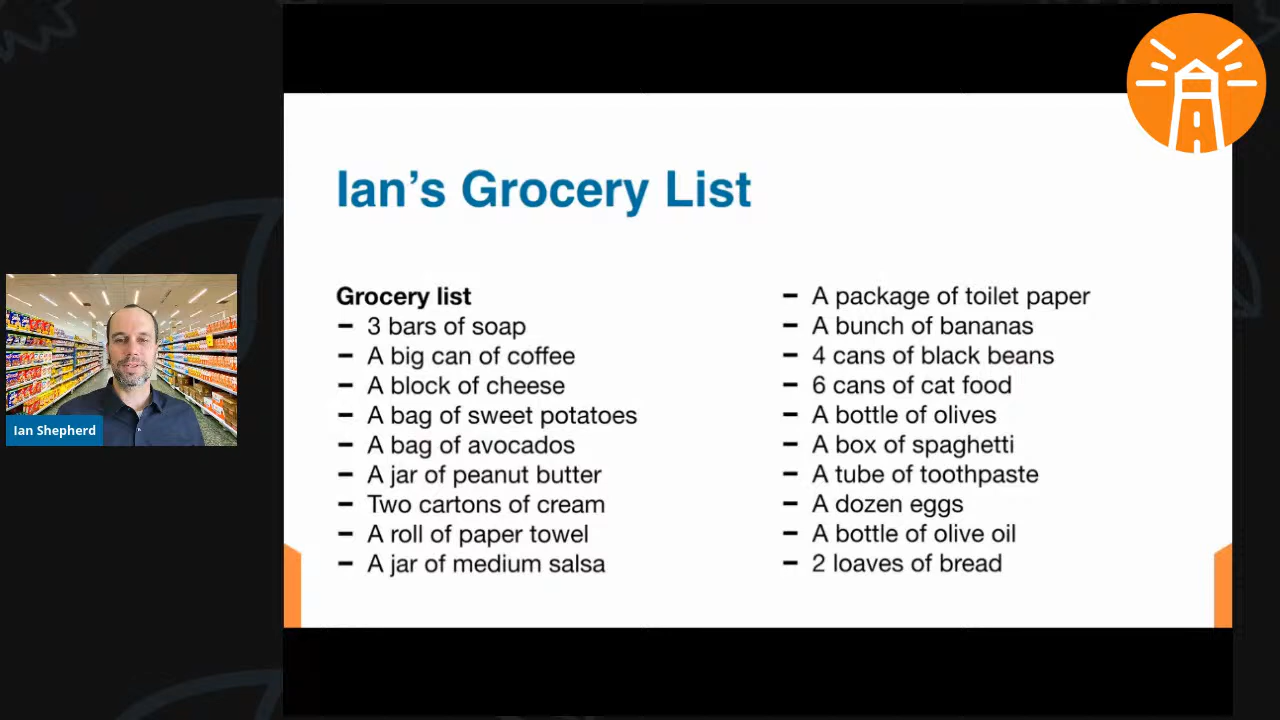 Ian's Grocery List
Grocery list
- 3 bars of soap
- A big can of coffee
- A block of cheese
- A bag of sweet potatoes
- A bag of avocados
- A jar of peanut butter
- Two cartons of cream
- A roll of paper towel
- A jar of medium salsa
- A package of toilet paper
- A bunch of bananas
- 4 cans of black beans
- 6 cans of cat food
- A bottle of olives
- A box of spaghetti
- A tube of toothpaste
- A dozen eggs
- A bottle of olive oil
- 2 loaves of bread
Ian Shepherd